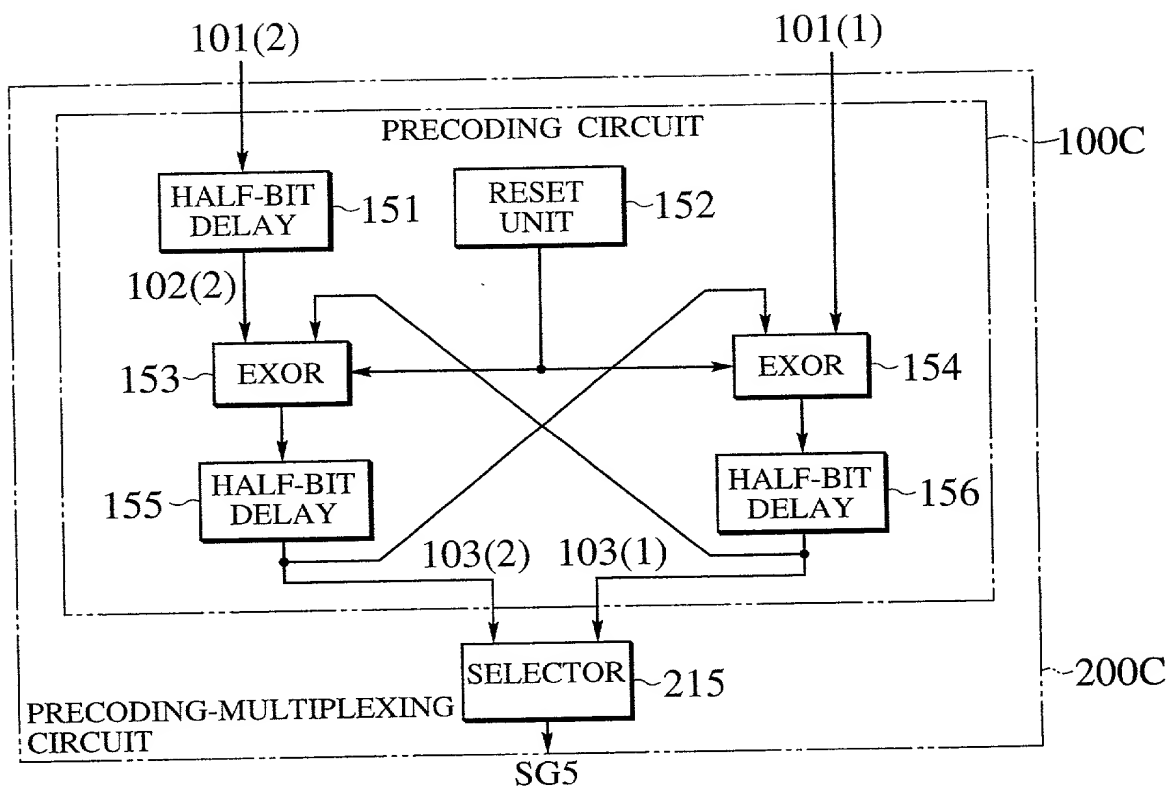 101(2)
101(1)
PRECODING CIRCUIT
100C
HALF-BIT
DELAY
151
RESET
UNIT
152
102(2)
153
EXOR
EXOR
154
155
HALF-BIT
DELAY
HALF-BIT
DELAY
156
103(2)
103(1)
SELECTOR
215
200C
PRECODING-MULTIPLEXING
CIRCUIT
SG5